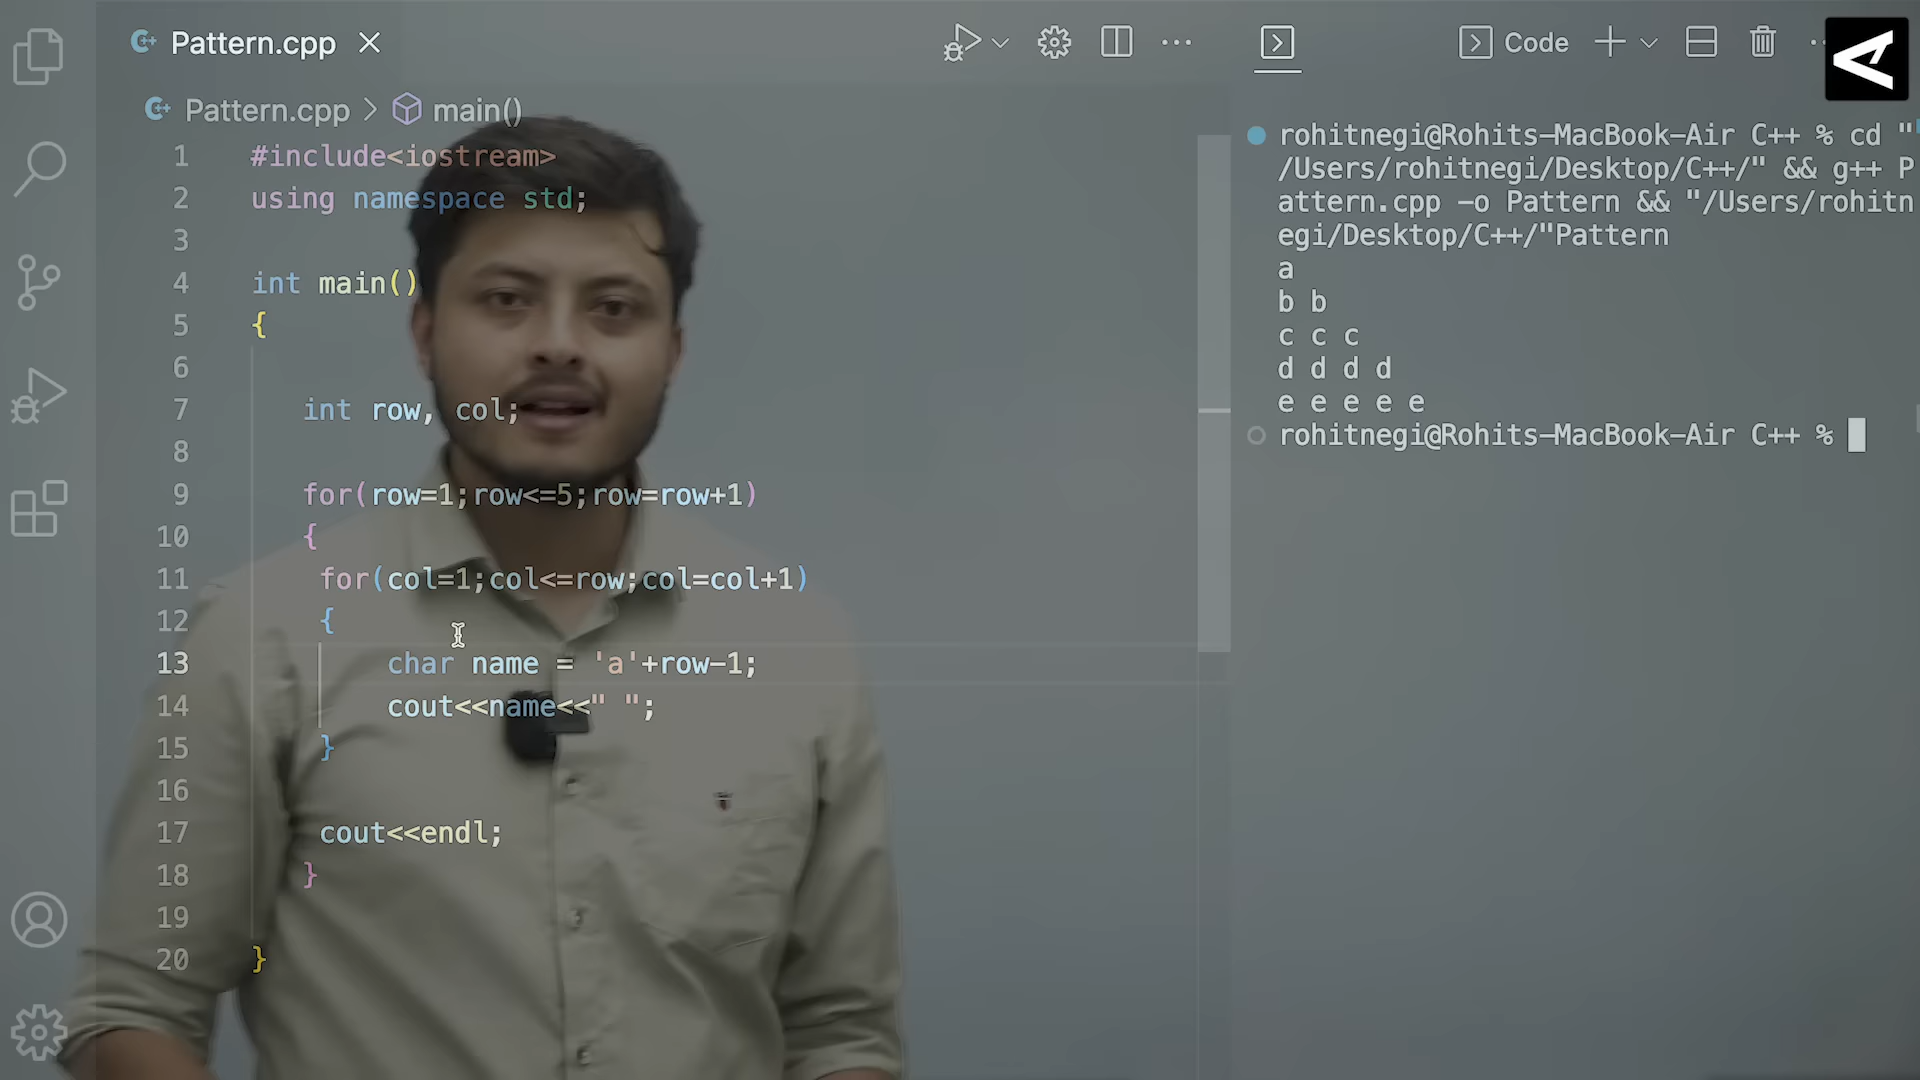 Pattern.cpp
Code
Pattern.cpp > main()
1 #include<iostream>
2 using namespace std;
3
4 int main()
5 {
6
7 int row, col;
8
9 for(row=1;row<=5;row=row+1)
10 {
11 for(col=1;col<=row;col=col+1)
12 {
13 char name = 'a'+row-1;
14 cout<<name<<" ";
15 }
16
17 cout<<endl;
18 }
19
20 }
rohitnegi@Rohits-MacBook-Air C++ % cd "
/Users/rohitnegi/Desktop/C++/" && g++ P
attern.cpp -o Pattern && "/Users/rohitn
egi/Desktop/C++/"Pattern
a
b b
c c c
d d d d
e e e e e
rohitnegi@Rohits-MacBook-Air C++ %